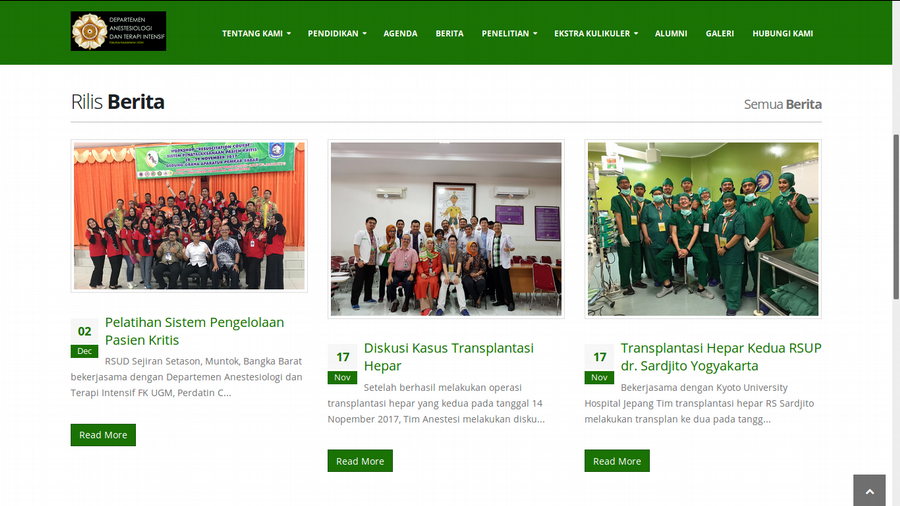 DEPARTEMEN
ANESTESIOLOGI
DAN TERAPI INTENSIF
TENTANG KAMI
PENDIDIKAN
AGENDA
BERITA
PENELITIAN
EKSTRA KULIKULER
ALUMNI
GALERI
HUBUNGI KAMI
Rilis Berita
Semua Berita
02
Dec
Pelatihan Sistem Pengelolaan
Pasien Kritis
RSUD Sejiran Setason, Muntok, Bangka Barat
bekerjasama dengan Departemen Anestesiologi dan
Terapi Intensif FK UGM, Perdatin C...
Read More
17
Nov
Diskusi Kasus Transplantasi
Hepar
Setelah berhasil melakukan operasi
transplantasi hepar yang kedua pada tanggal 14
Nopember 2017, Tim Anestesi melakukan disku...
Read More
17
Nov
Transplantasi Hepar Kedua RSUP
dr. Sardjito Yogyakarta
Bekerjasama dengan Kyoto University
Hospital Jepang Tim transplantasi hepar RS Sardjito
melakukan transplan ke dua pada tangg...
Read More